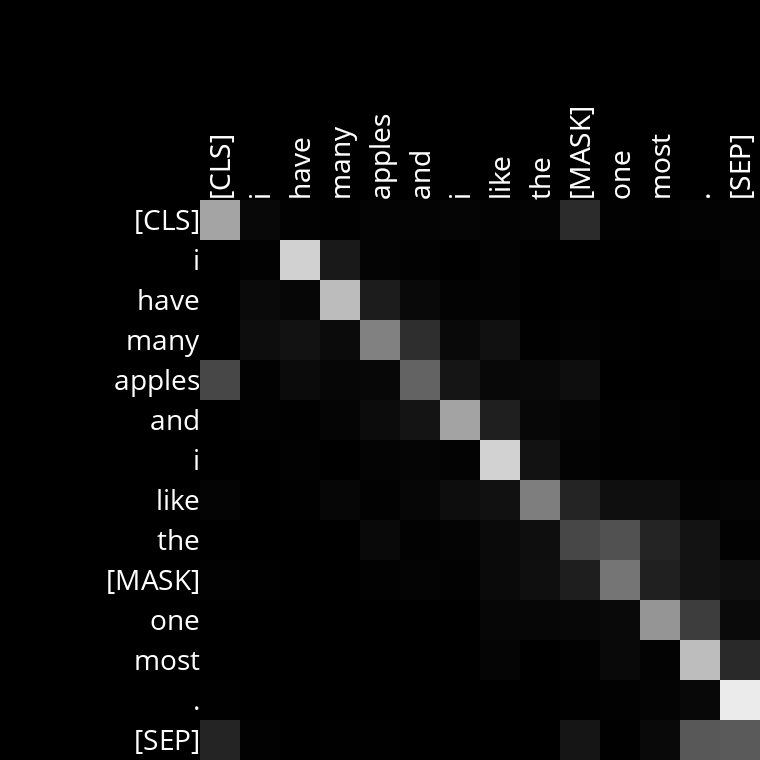 [CLS] i have many apples and i like the [MASK] one most . [SEP]
[CLS]
i
have
many
apples
and
i
like
the
[MASK]
one
most
.
[SEP]